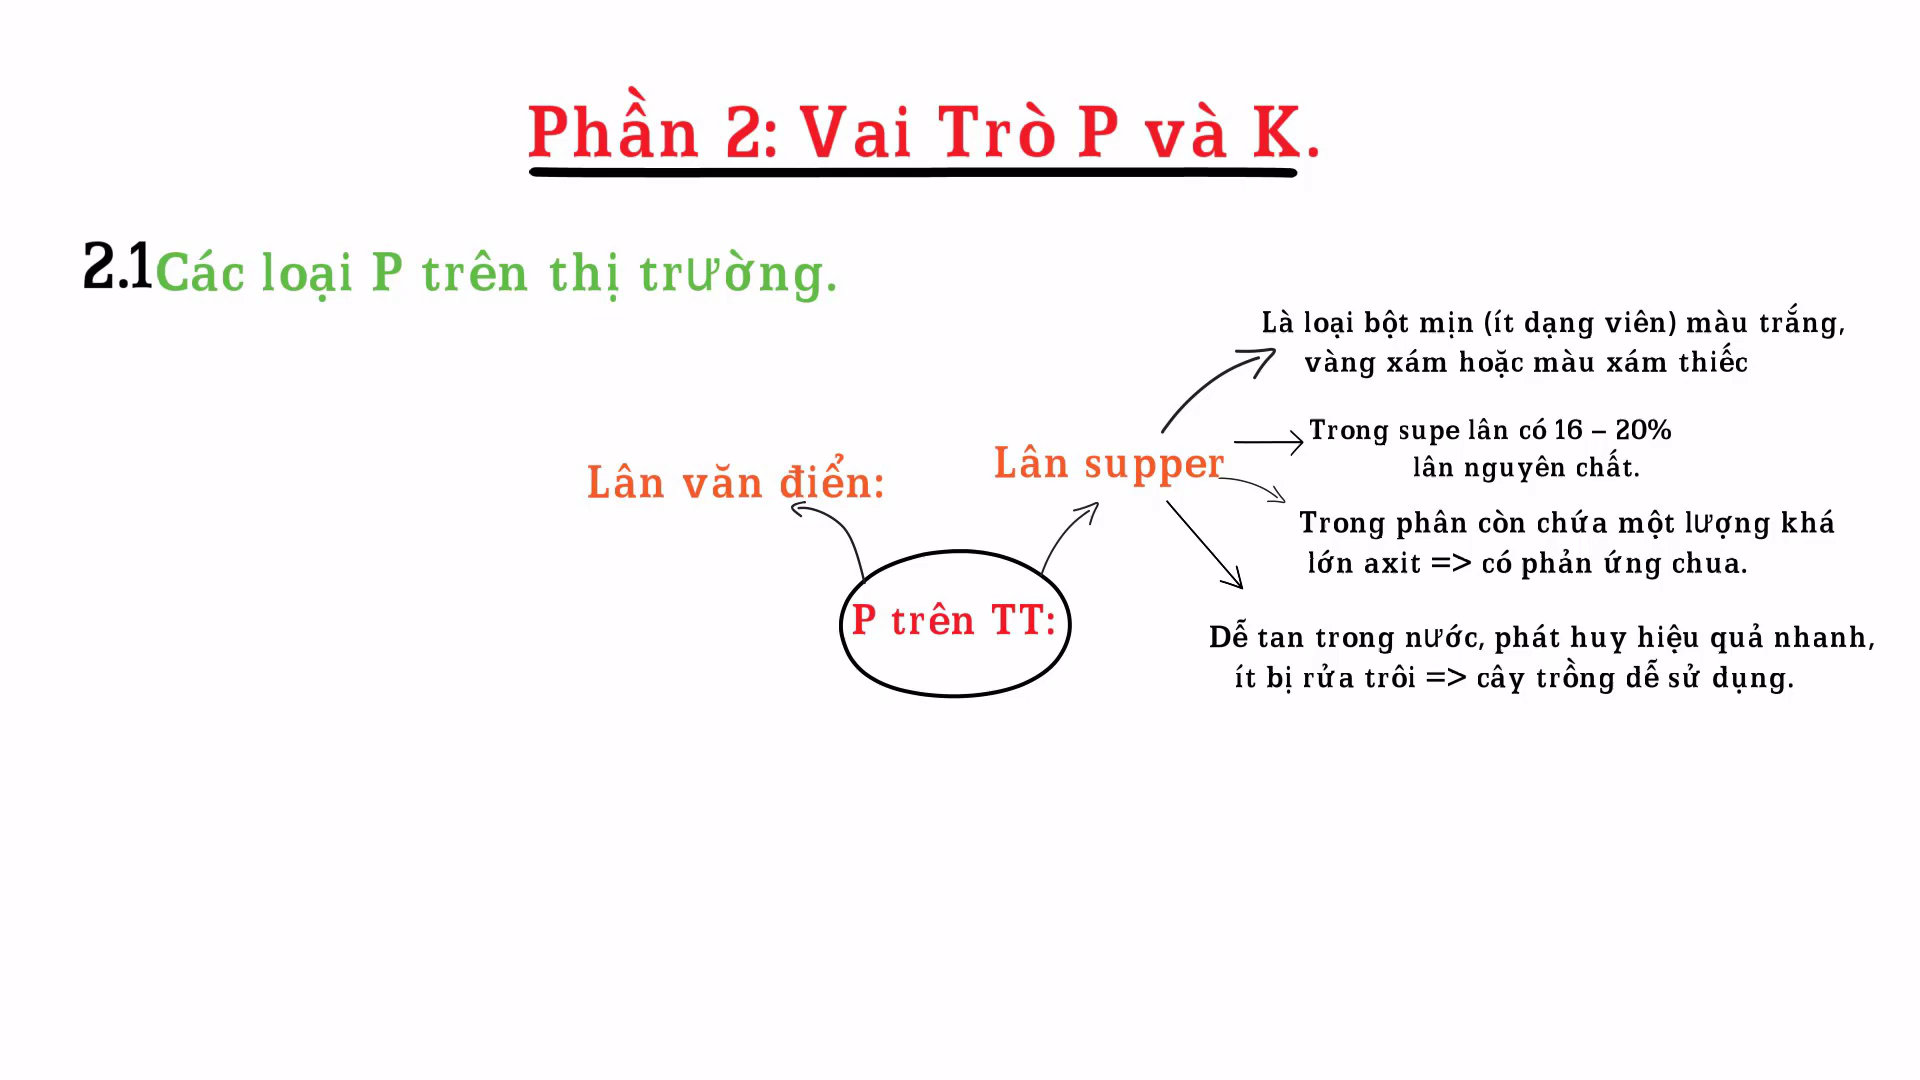 Phần 2: Vai Trò P và K.
2.1 Các loại P trên thị trường.
Là loại bột mịn (ít dạng viên) màu trắng,
vàng xám hoặc màu xám thiếc
Trong supe lân có 16 – 20%
lân nguyên chất.
Lân supper
Lân văn điển:
Trong phân còn chứa một lượng khá
lớn axit => có phản ứng chua.
P trên TT:
Dễ tan trong nước, phát huy hiệu quả nhanh,
ít bị rửa trôi => cây trồng dễ sử dụng.